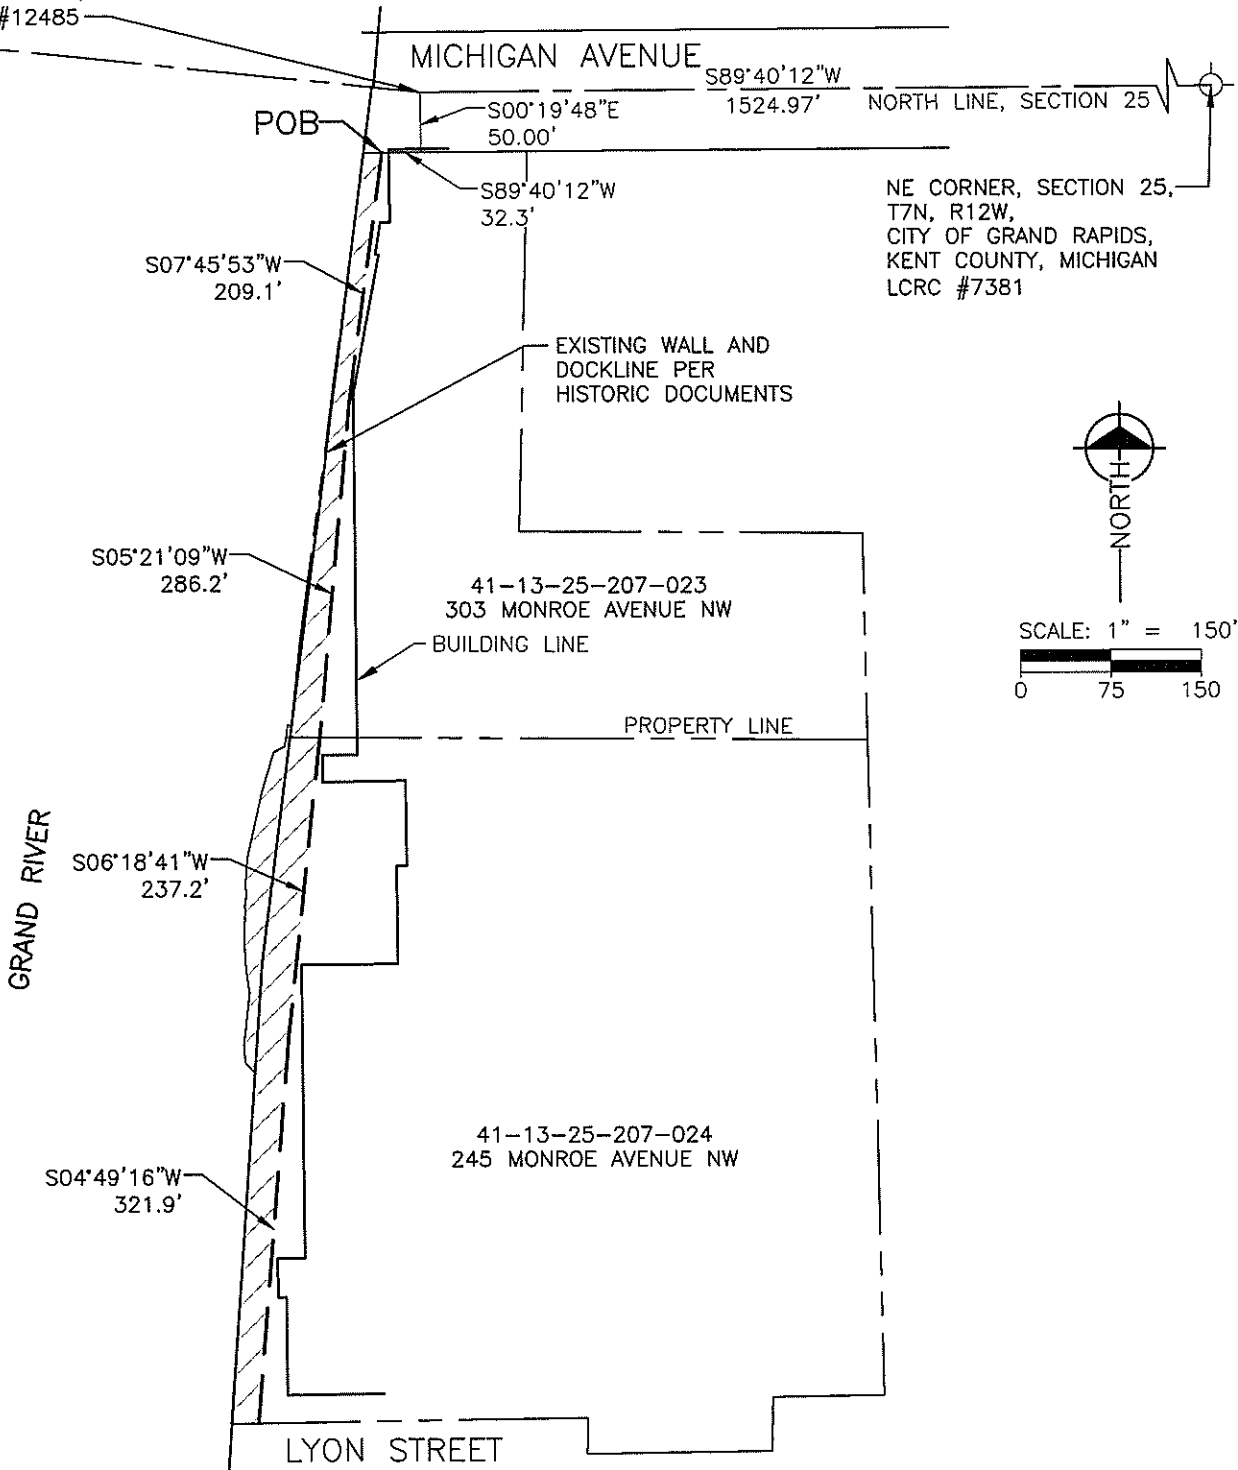 #12485
MICHIGAN AVENUE
S89°40'12"W
1524.97'
NORTH LINE, SECTION 25
S00°19'48"E
50.00'
POB
S89°40'12"W
32.3'
NE CORNER, SECTION 25,
T7N, R12W,
CITY OF GRAND RAPIDS,
KENT COUNTY, MICHIGAN
LCRC #7381
S07°45'53"W
209.1'
EXISTING WALL AND
DOCKLINE PER
HISTORIC DOCUMENTS
NORTH
S05°21'09"W
286.2'
41-13-25-207-023
303 MONROE AVENUE NW
BUILDING LINE
SCALE: 1" = 150'
0 75 150
PROPERTY LINE
GRAND RIVER
S06°18'41"W
237.2'
41-13-25-207-024
245 MONROE AVENUE NW
S04°49'16"W
321.9'
LYON STREET